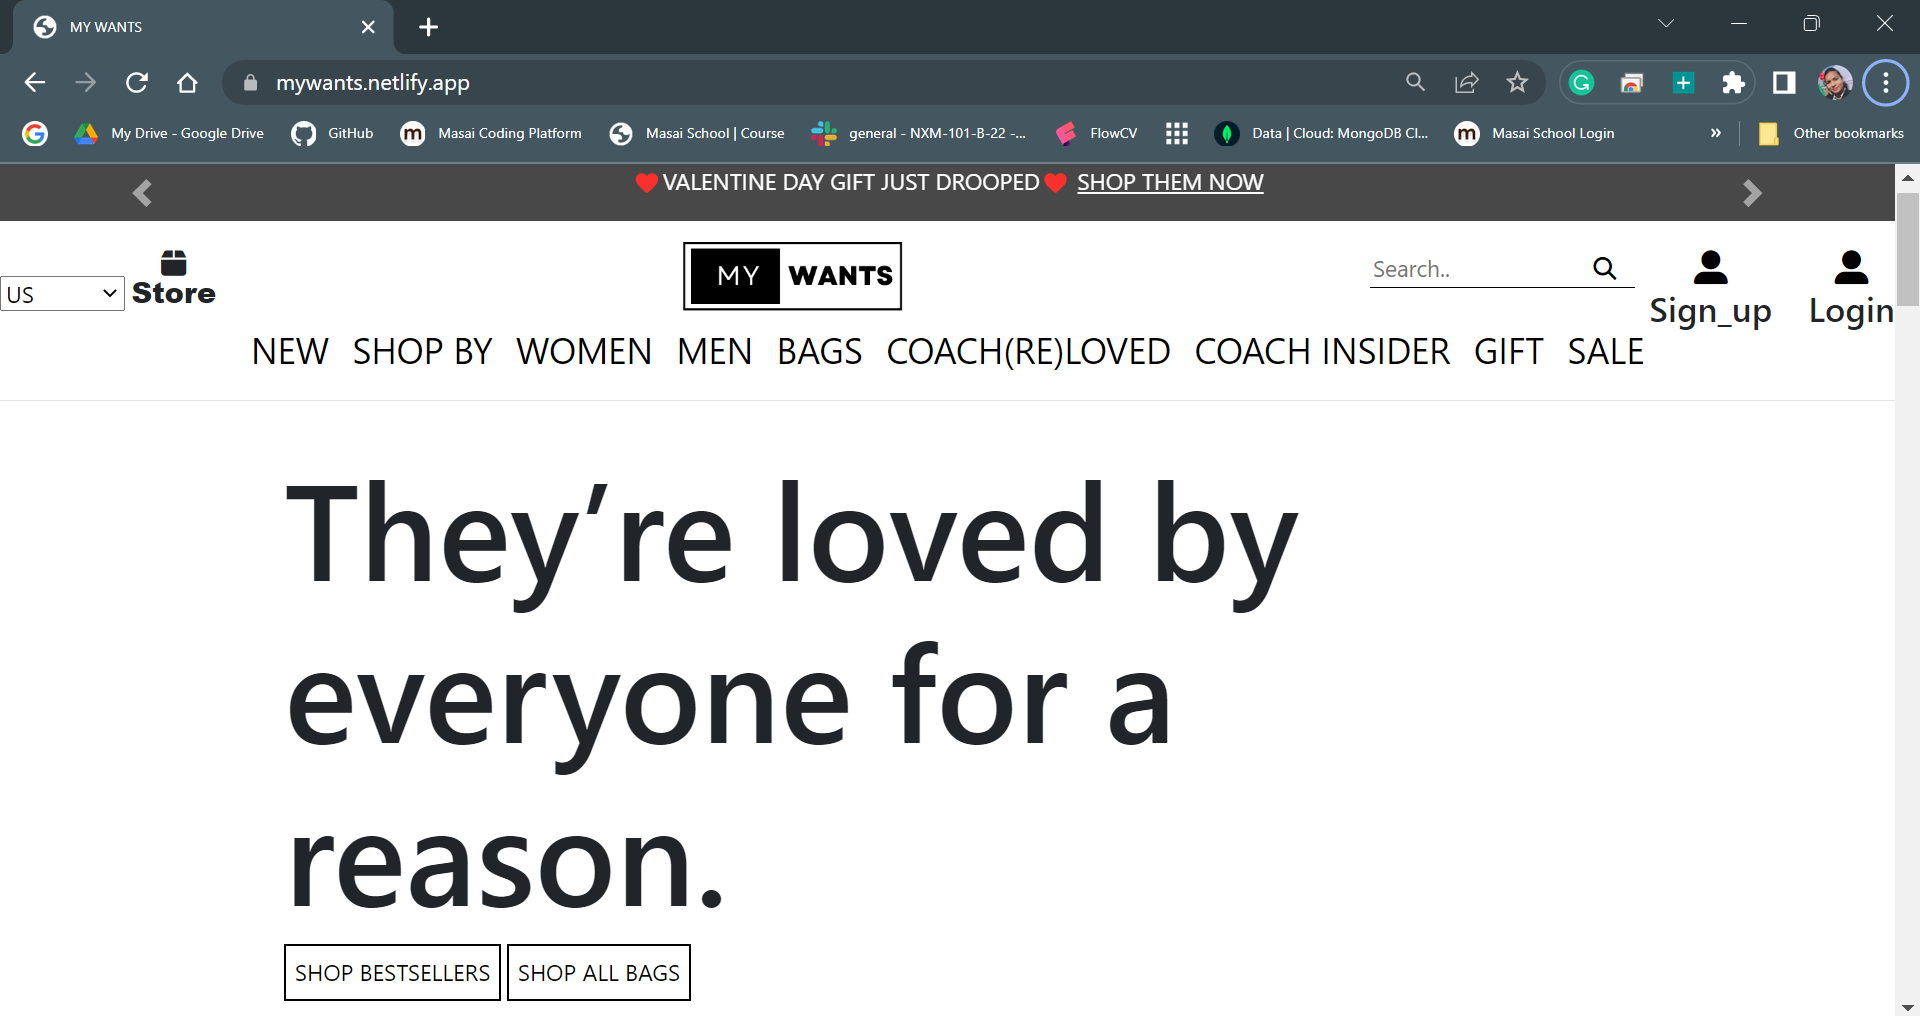 MY WANTS
mywants.netlify.app
My Drive - Google Drive GitHub Masai Coding Platform Masai School | Course general - NXM-101-B-22 -... FlowCV Data | Cloud: MongoDB Cl... Masai School Login » Other bookmarks
VALENTINE DAY GIFT JUST DROOPED SHOP THEM NOW
US Store MY WANTS Search.. Sign_up Login
NEW SHOP BY WOMEN MEN BAGS COACH(RE)LOVED COACH INSIDER GIFT SALE
They’re loved by
everyone for a
reason.
SHOP BESTSELLERS SHOP ALL BAGS